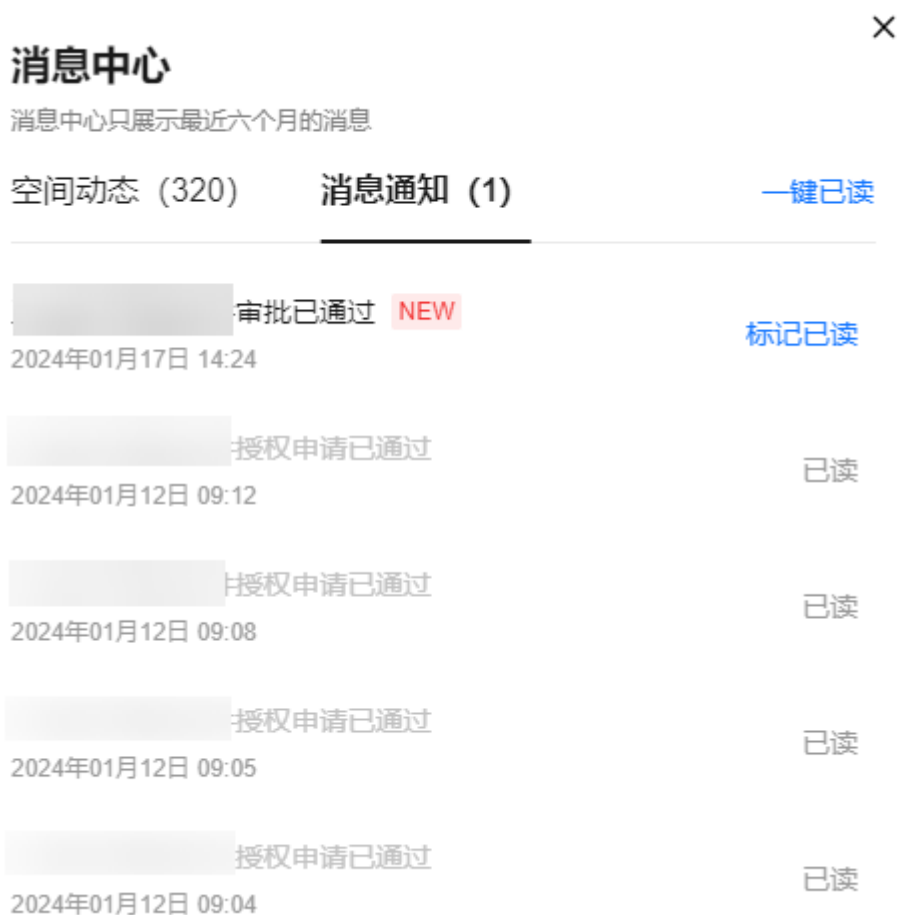 消息中心
消息中心只展示最近六个月的消息
空间动态（320） 消息通知（1） 一键已读
审批已通过 NEW
标记已读
2024年01月17日 14:24
授权申请已通过
已读
2024年01月12日 09:12
授权申请已通过
已读
2024年01月12日 09:08
授权申请已通过
已读
2024年01月12日 09:05
授权申请已通过
已读
2024年01月12日 09:04